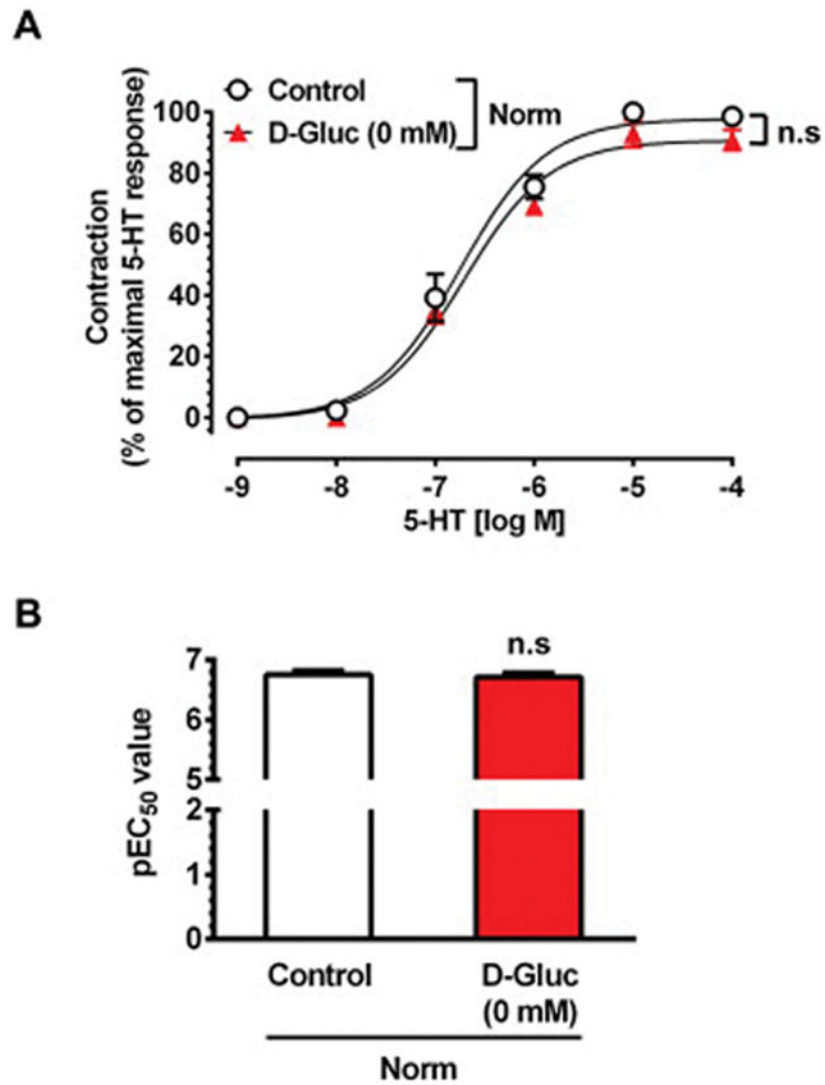 A
Contraction
(% of maximal 5-HT response)
100
80
60
40
20
0
Control
D-Gluc (0 mM)
Norm
n.s
-9 -8 -7 -6 -5 -4
5-HT [log M]
B
pEC50 value
7
6
5
2
1
0
n.s
Control
D-Gluc
(0 mM)
Norm